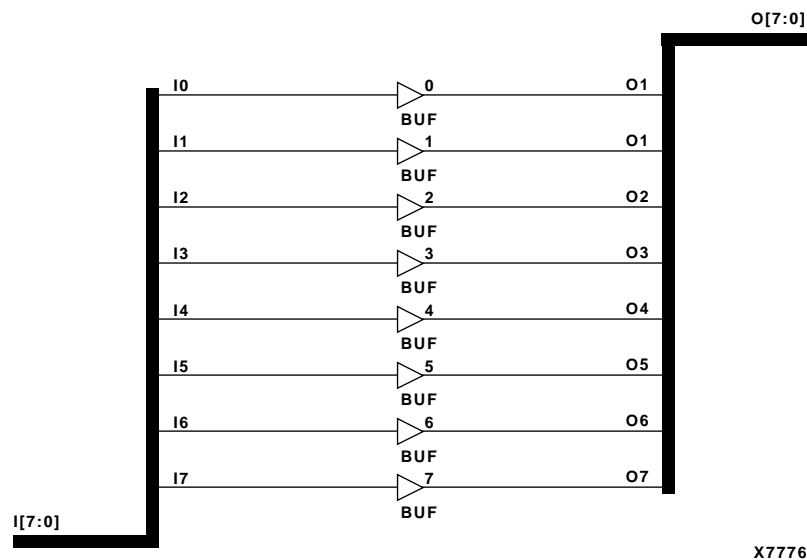 O[7:0]
I0 0 O1
BUF
I1 1 O1
BUF
I2 2 O2
BUF
I3 3 O3
BUF
I4 4 O4
BUF
I5 5 O5
BUF
I6 6 O6
BUF
I7 7 O7
BUF
I[7:0]
X7776